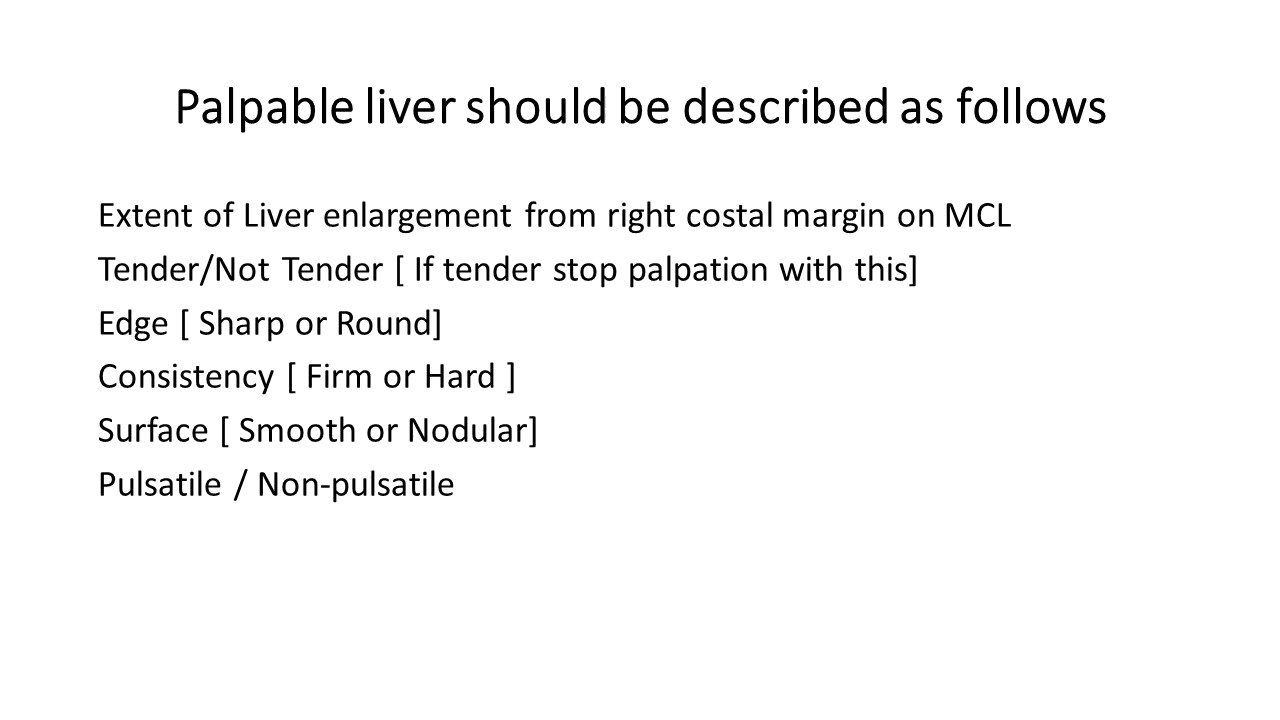 Palpable liver should be described as follows
Extent of Liver enlargement from right costal margin on MCL
Tender/Not Tender [ If tender stop palpation with this]
Edge [ Sharp or Round]
Consistency [ Firm or Hard ]
Surface [ Smooth or Nodular]
Pulsatile / Non-pulsatile